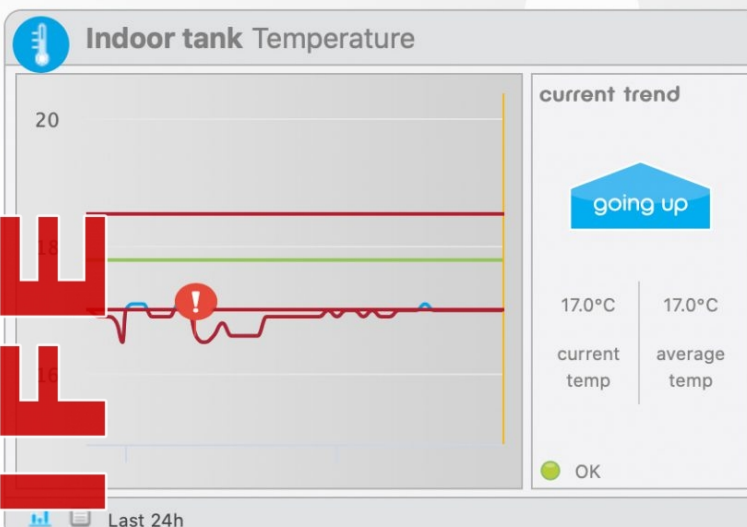 Indoor tank Temperature
20
18
16
!
Last 24h
current trend
going up
17.0°C 17.0°C
current average
temp temp
OK